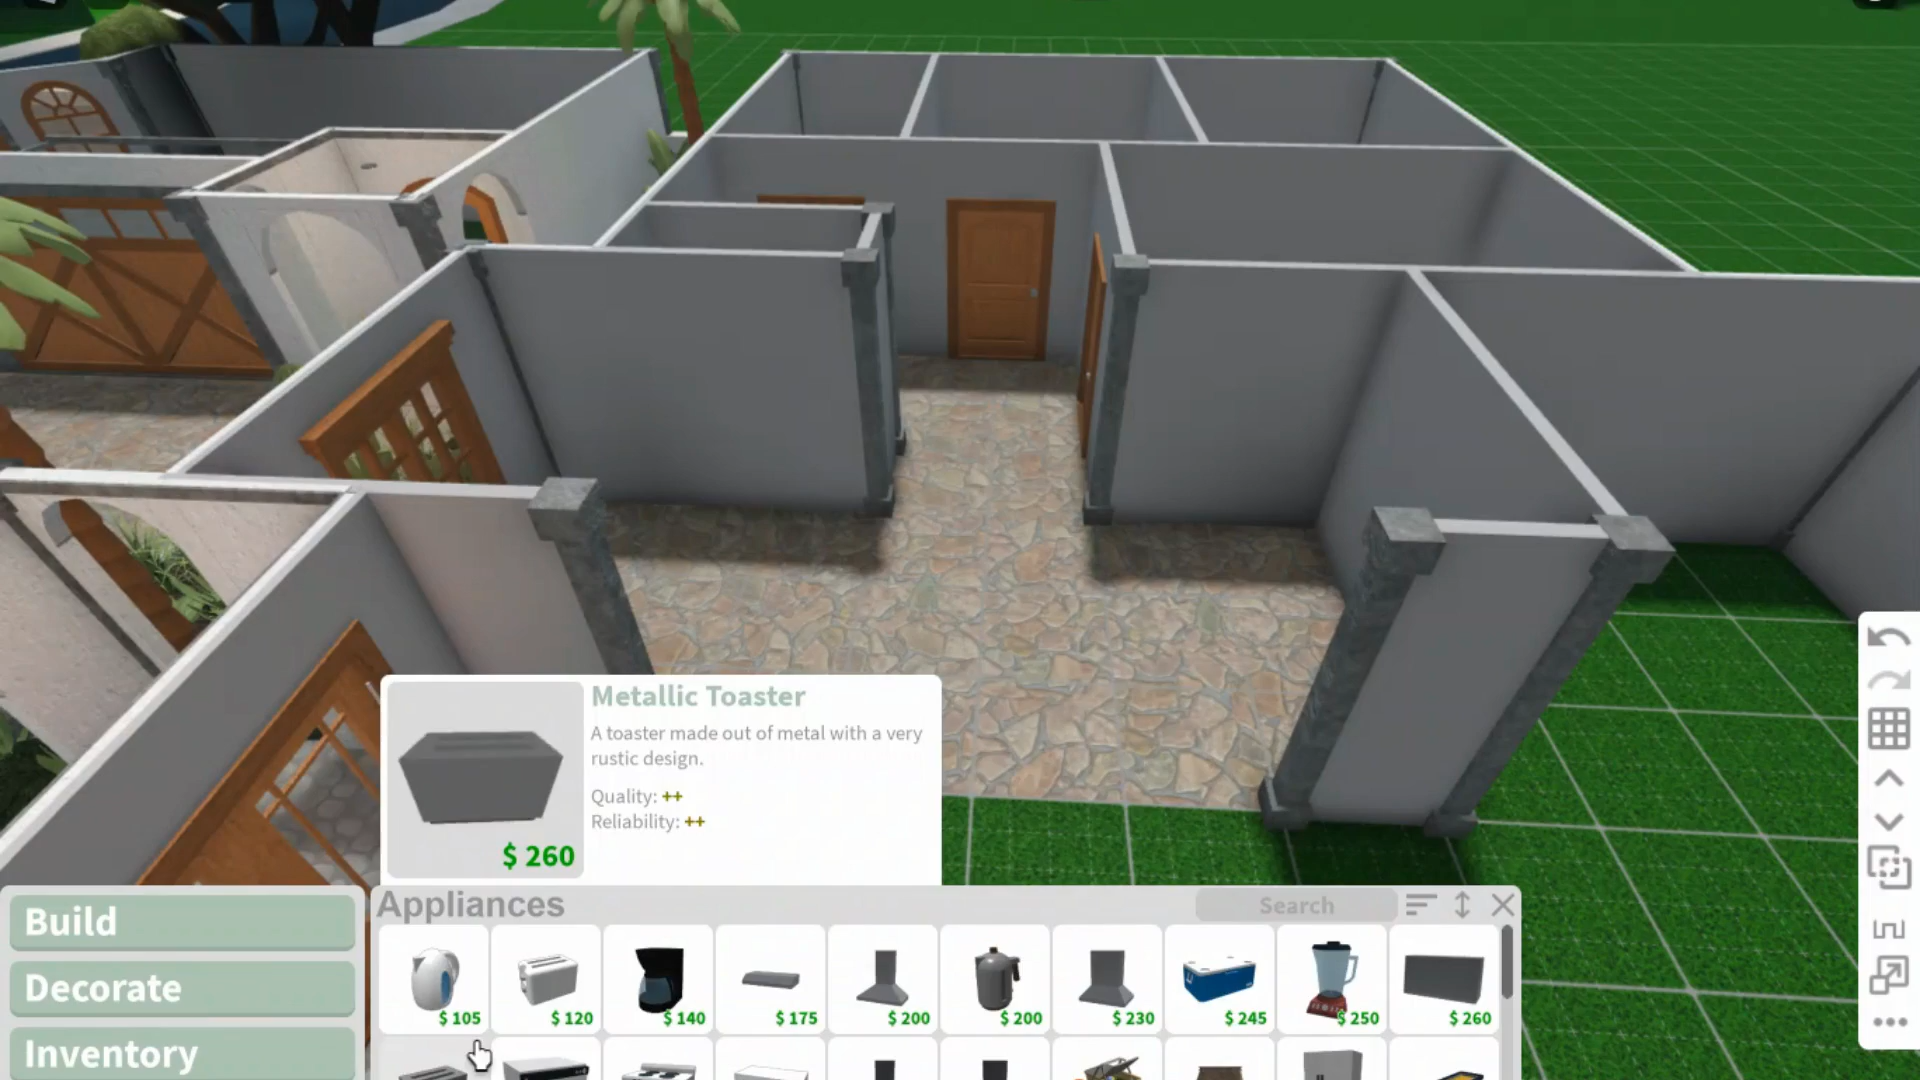 Metallic Toaster
A toaster made out of metal with a very
rustic design.
Quality: ++
Reliability: ++
$ 260
Build
Decorate
Inventory
Appliances
Search
$ 105
$ 120
$ 140
$ 175
$ 200
$ 200
$ 230
$ 245
$ 250
$ 260